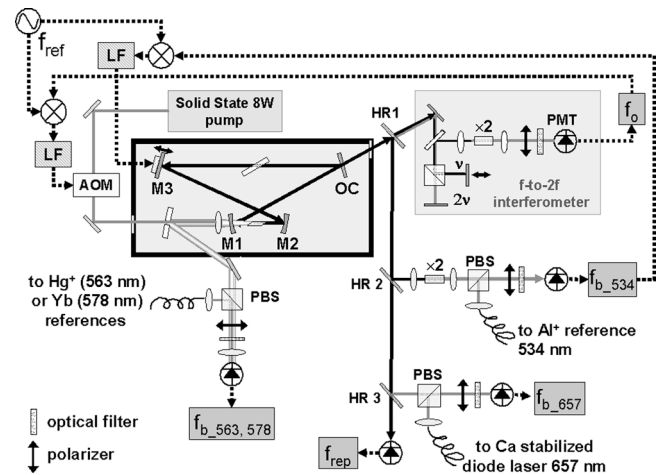 f_ref
LF
LF
AOM
Solid State 8W
pump
M3
OC
M1
M2
HR1
×2
PMT
ν
2ν
f-to-2f
interferometer
f_o
to Hg⁺ (563 nm)
or Yb (578 nm)
references
PBS
f_b_563, 578
HR 2
×2
PBS
f_b_534
to Al⁺ reference
534 nm
HR 3
PBS
f_b_657
to Ca stabilized
diode laser 657 nm
f_rep
optical filter
polarizer